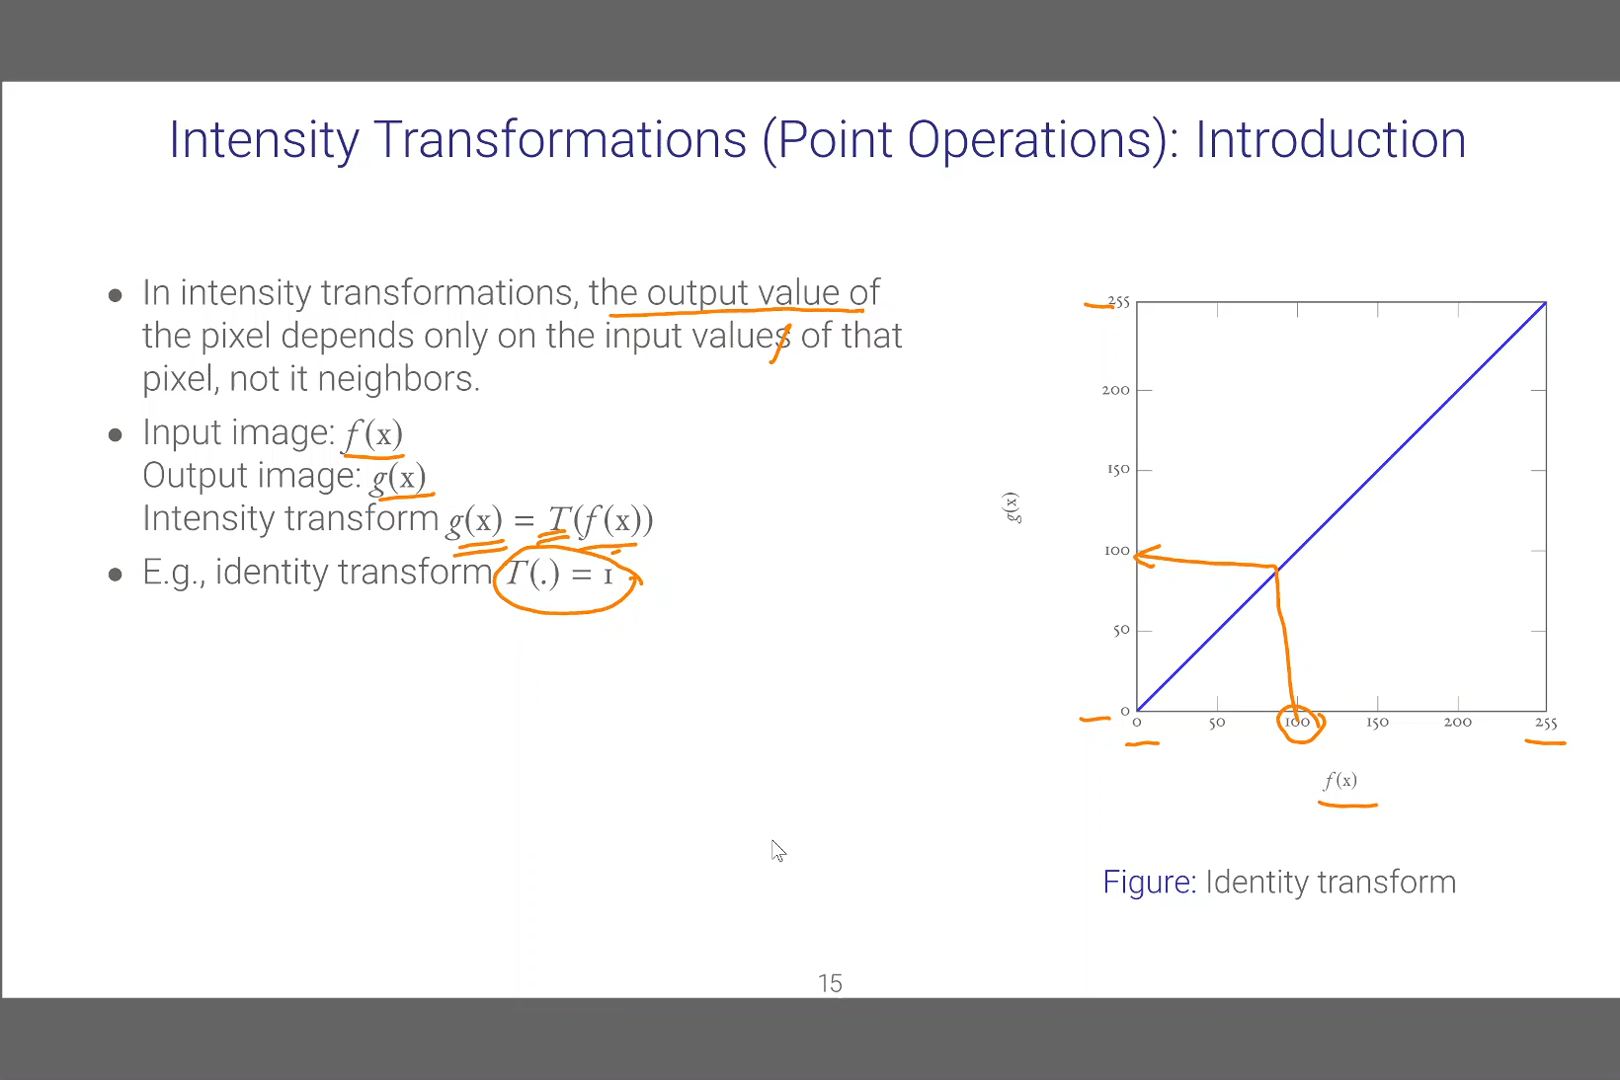 Intensity Transformations (Point Operations): Introduction
● In intensity transformations, the output value of
the pixel depends only on the input values of that
pixel, not it neighbors.
● Input image: f(x)
Output image: g(x)
Intensity transform g(x) = T(f(x))
● E.g., identity transform T(.) = 1
255
200
150
100
50
0
g(x)
0 50 100 150 200 255
f(x)
Figure: Identity transform
15